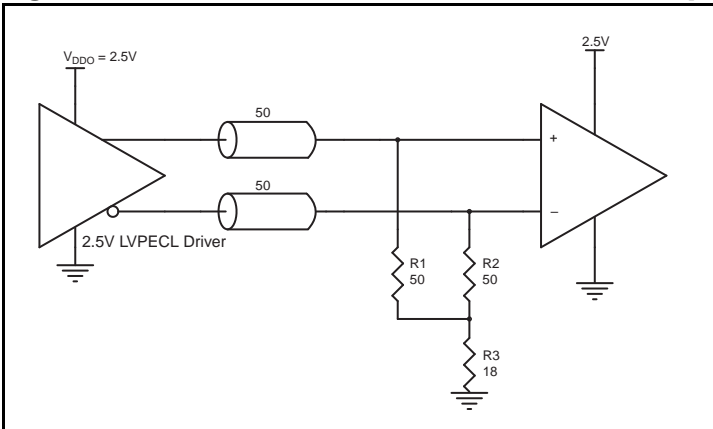 V_DDO = 2.5V
2.5V
50
+
50
–
2.5V LVPECL Driver
R1
50
R2
50
R3
18